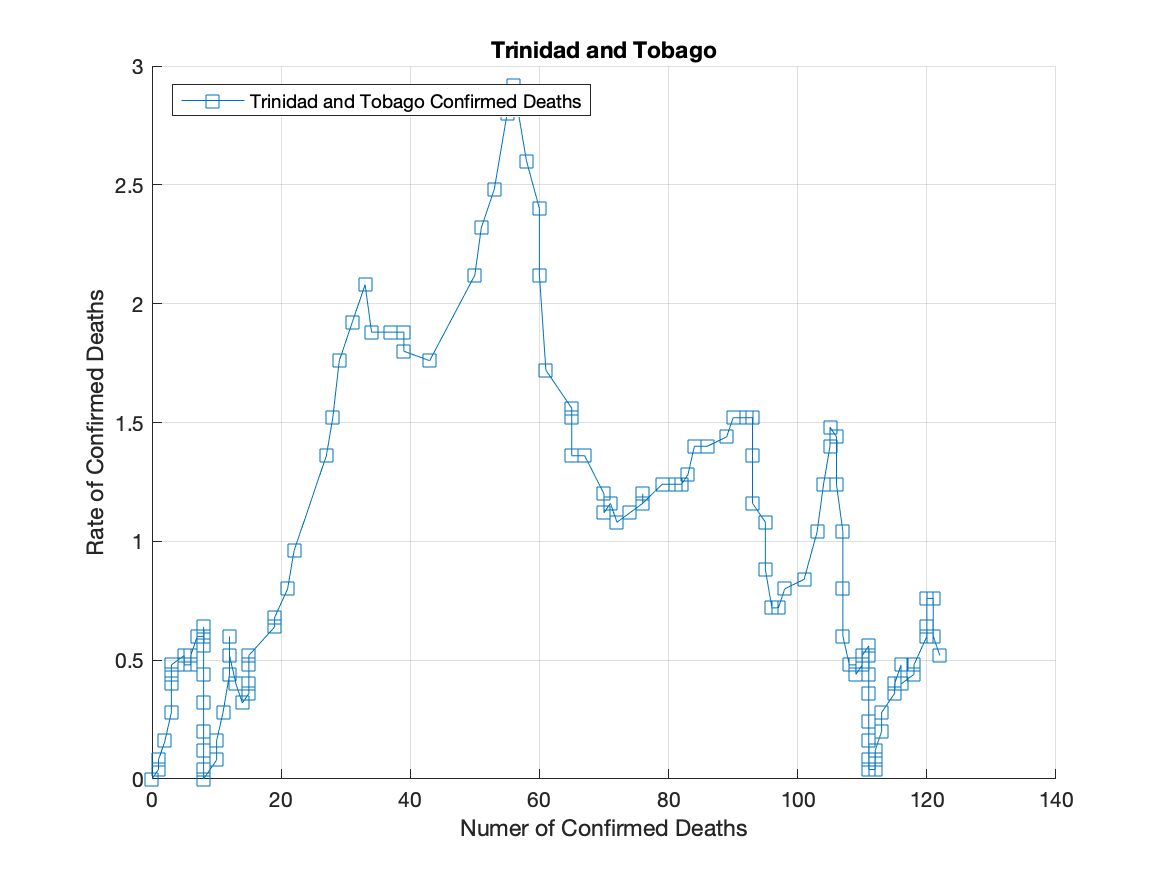 Trinidad and Tobago
Trinidad and Tobago Confirmed Deaths
3
2.5
2
1.5
1
0.5
0
Rate of Confirmed Deaths
0 20 40 60 80 100 120 140
Numer of Confirmed Deaths